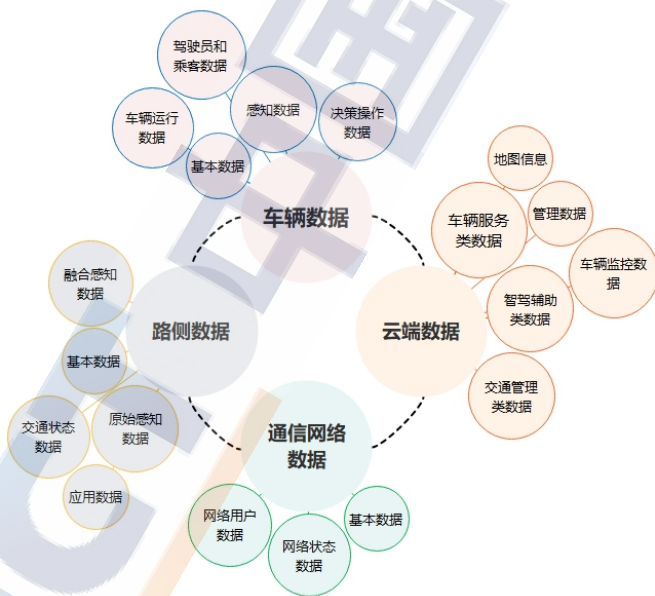 驾驶员和
乘客数据
车辆运行
数据
感知数据
决策操作
数据
基本数据
车辆数据
地图信息
车辆服务
类数据
管理数据
车辆监控数
据
智驾辅助
类数据
云端数据
交通管理
类数据
融合感知
数据
路侧数据
基本数据
交通状态
数据
原始感知
数据
应用数据
通信网络
数据
网络用户
数据
网络状态
数据
基本数据